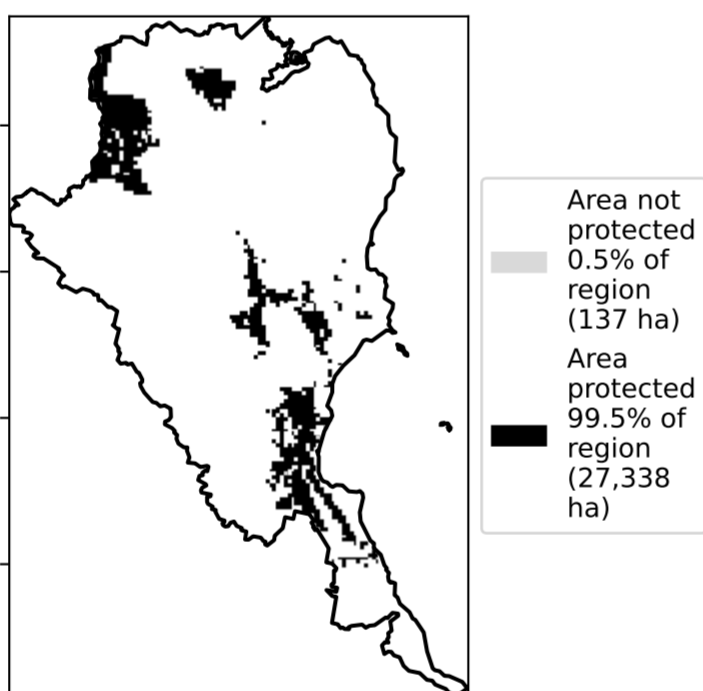 Area not
protected
0.5% of
region
(137 ha)
Area
protected
99.5% of
region
(27,338
ha)